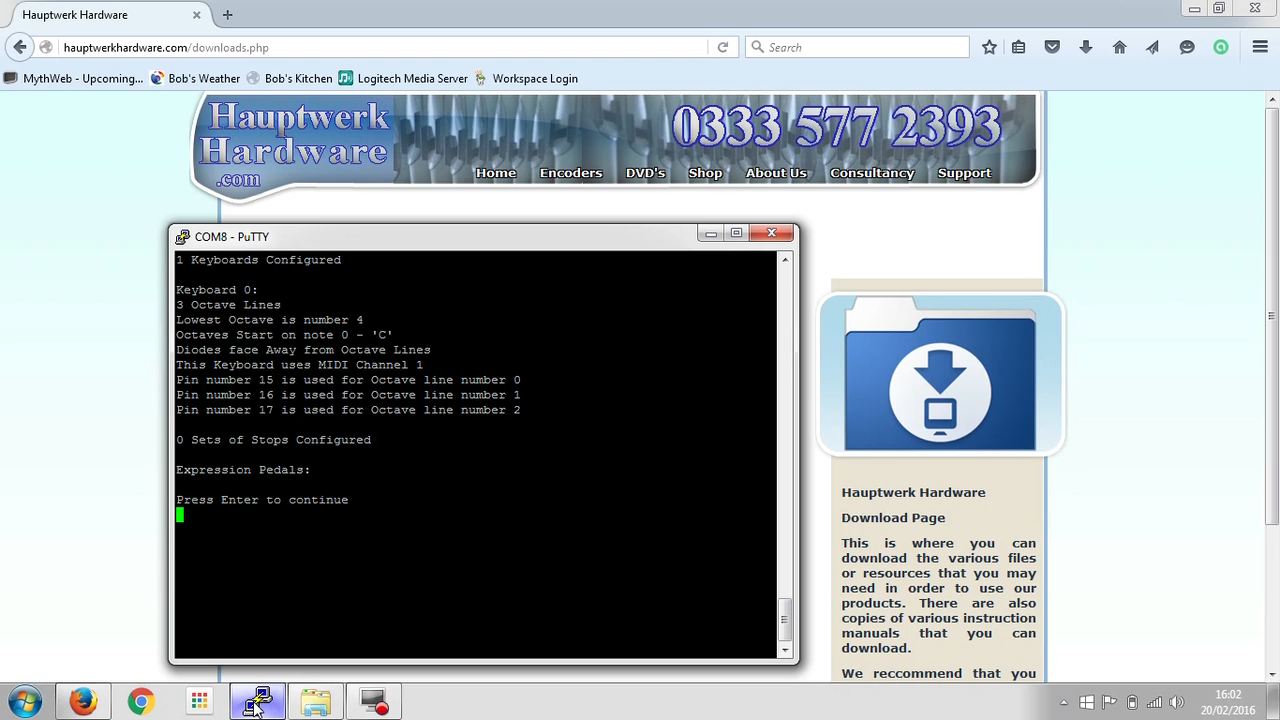 Hauptwerk Hardware
hauptwerkhardware.com/downloads.php
Search
MythWeb - Upcoming...
Bob's Weather
Bob's Kitchen
Logitech Media Server
Workspace Login
Hauptwerk
Hardware
.com
0333 577 2393
Home Encoders DVD's Shop About Us Consultancy Support
COM8 - PuTTY
1 Keyboards Configured
Keyboard 0:
3 Octave Lines
Lowest Octave is number 4
Octaves Start on note 0 - 'C'
Diodes face Away from Octave Lines
This Keyboard uses MIDI Channel 1
Pin number 15 is used for Octave line number 0
Pin number 16 is used for Octave line number 1
Pin number 17 is used for Octave line number 2
0 Sets of Stops Configured
Expression Pedals:
Press Enter to continue
Hauptwerk Hardware
Download Page
This is where you can
download the various files
or resources that you may
need in order to use our
products. There are also
copies of various instruction
manuals that you can
download.
We reccommend that you
16:02
20/02/2016